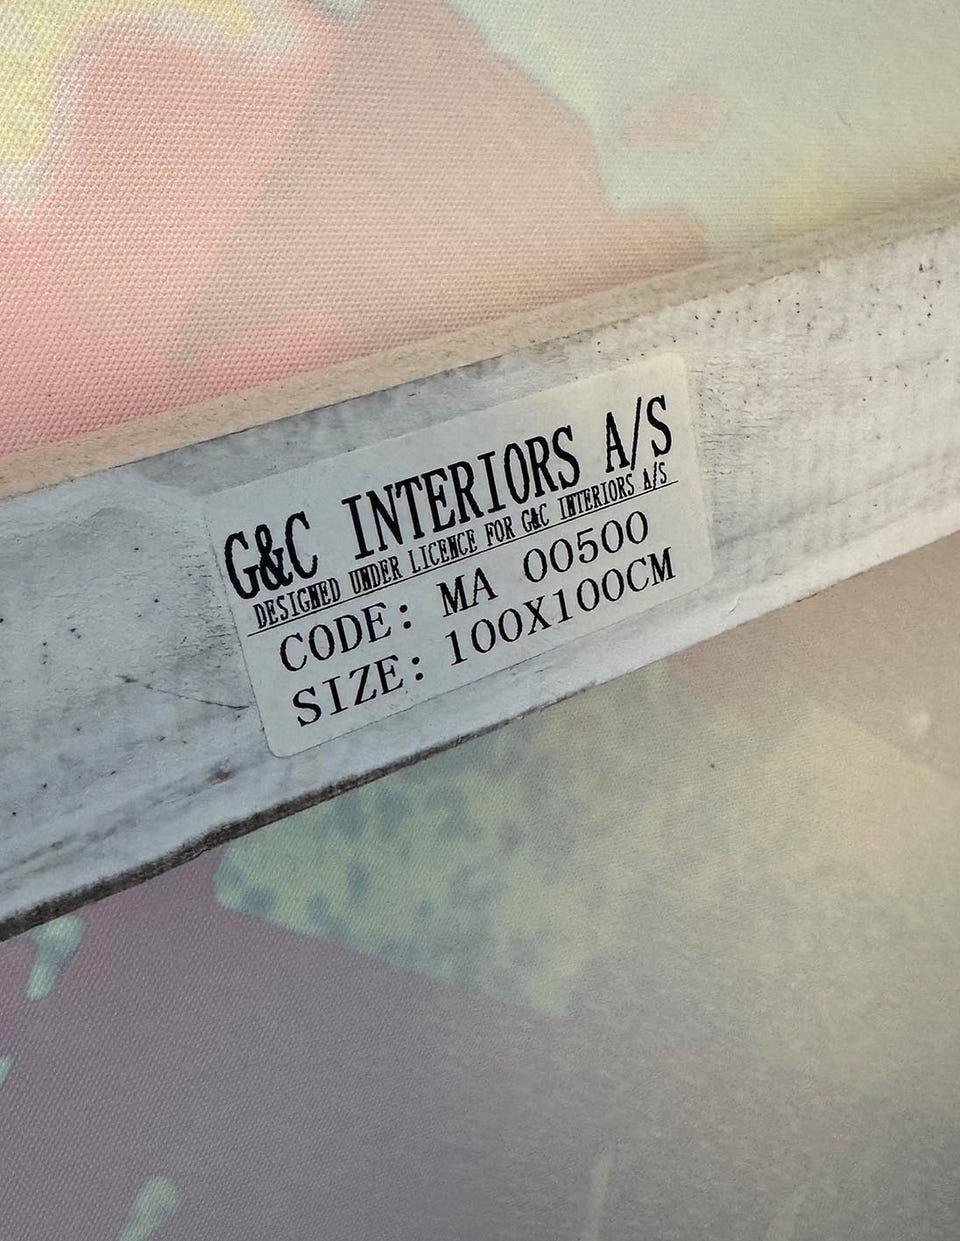 G&C INTERIORS A/S
DESIGNED UNDER LICENCE FOR G&C INTERIORS A/S
CODE: MA 00500
SIZE: 100X100CM